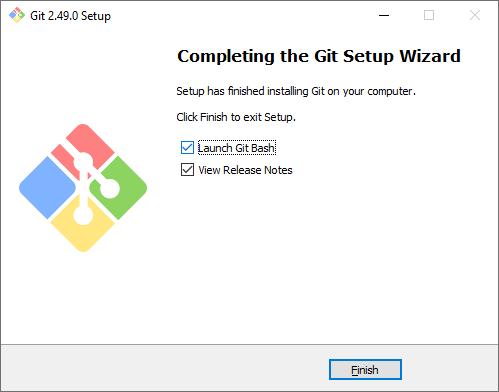 Git 2.49.0 Setup
Completing the Git Setup Wizard
Setup has finished installing Git on your computer.
Click Finish to exit Setup.
Launch Git Bash
View Release Notes
Finish